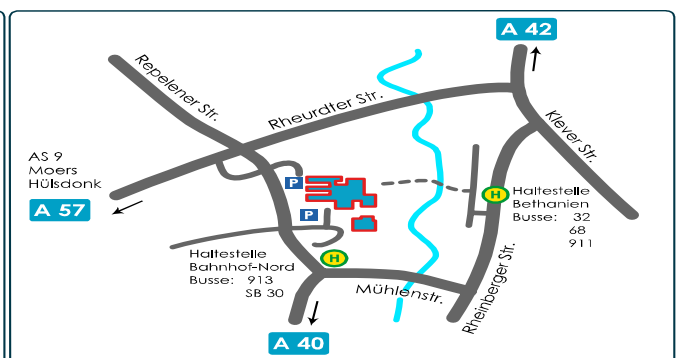 A 42
Repelener Str.
Rheurdter Str.
Klever Str.
AS 9
Moers
Hülsdonk
A 57
P
P
H
Haltestelle
Bethanien
Busse: 32
68
911
Haltestelle
Bahnhof-Nord
Busse: 913
SB 30
H
Mühlenstr.
Rheinberger Str.
A 40